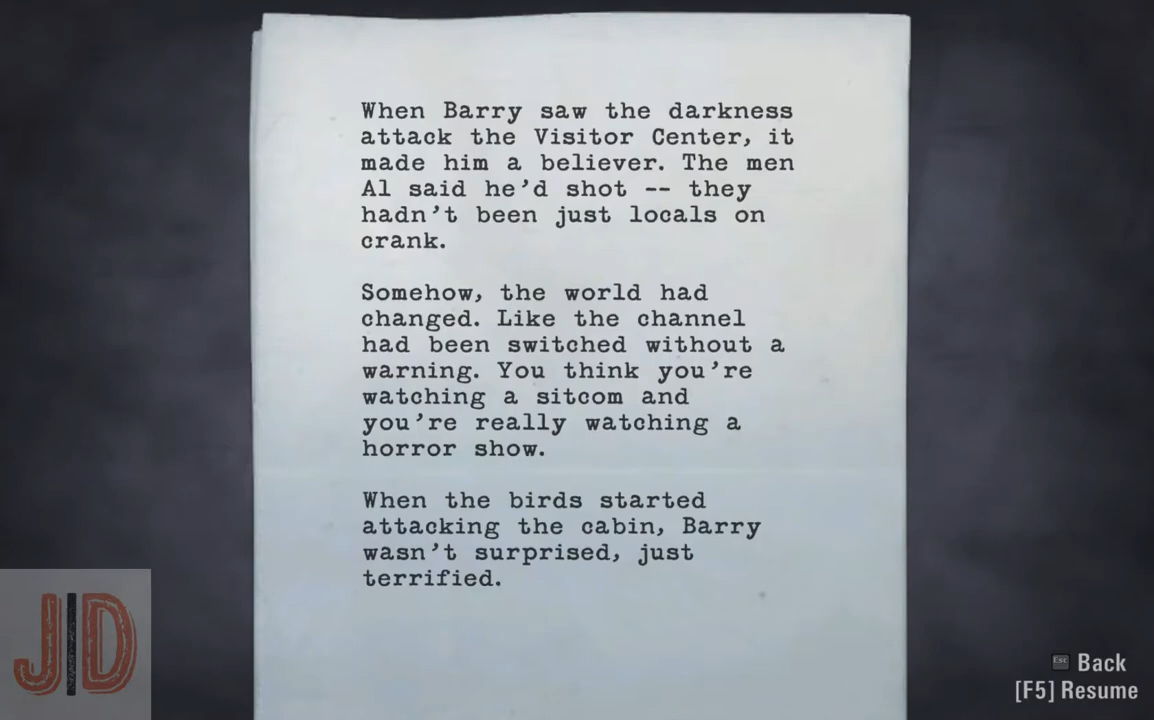 When Barry saw the darkness
attack the Visitor Center, it
made him a believer. The men
Al said he'd shot -- they
hadn't been just locals on
crank.
Somehow, the world had
changed. Like the channel
had been switched without a
warning. You think you're
watching a sitcom and
you're really watching a
horror show.
When the birds started
attacking the cabin, Barry
wasn't surprised, just
terrified.
JD
Esc Back
[F5] Resume